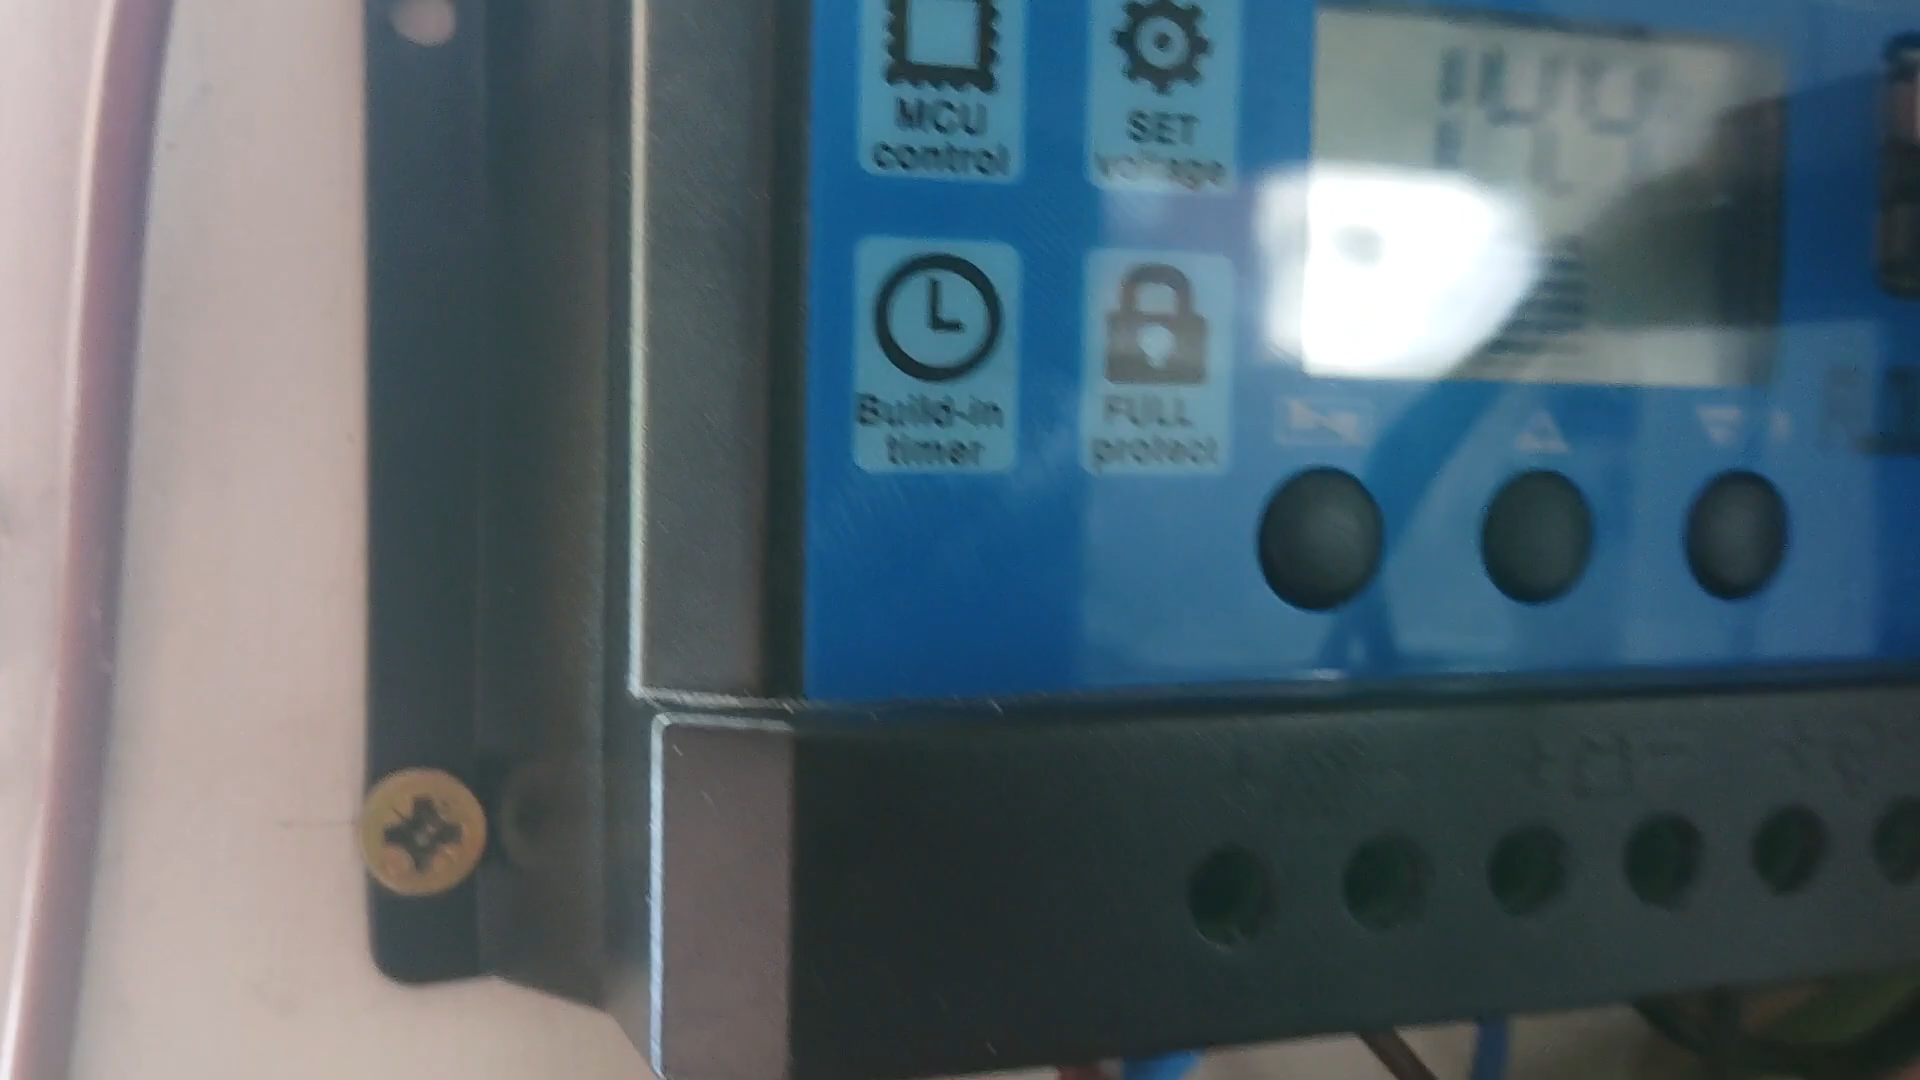 MCU
control
SET
voltage
Build-in
timer
FULL
protect